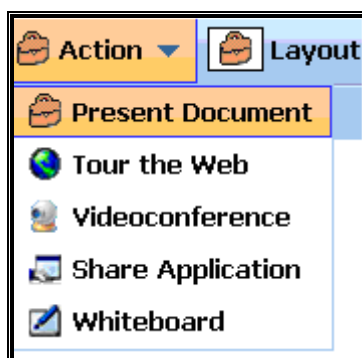 Action Layout
Present Document
Tour the Web
Videoconference
Share Application
Whiteboard